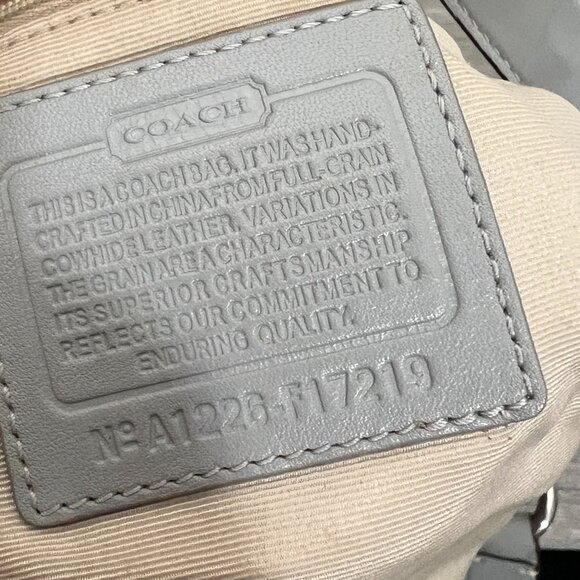 COACH
THIS IS A COACH BAG. IT WAS HAND-
CRAFTED IN CHINA FROM FULL-GRAIN
COWHIDE LEATHER. VARIATIONS IN
THE GRAIN ARE A CHARACTERISTIC.
ITS SUPERIOR CRAFTSMANSHIP
REFLECTS OUR COMMITMENT TO
ENDURING QUALITY.
Nº A1226-F17219